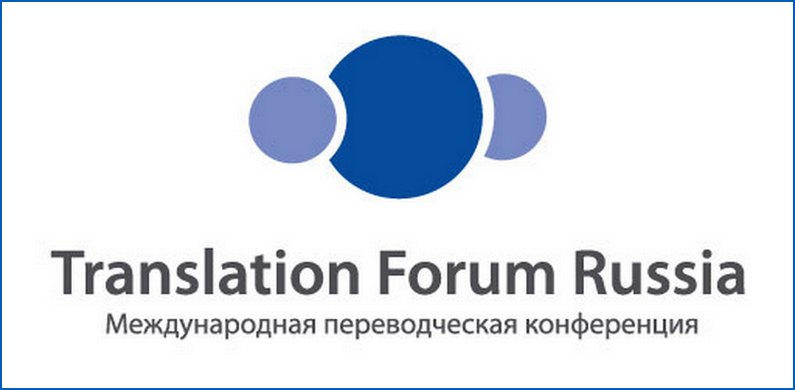 Translation Forum Russia
Международная переводческая конференция